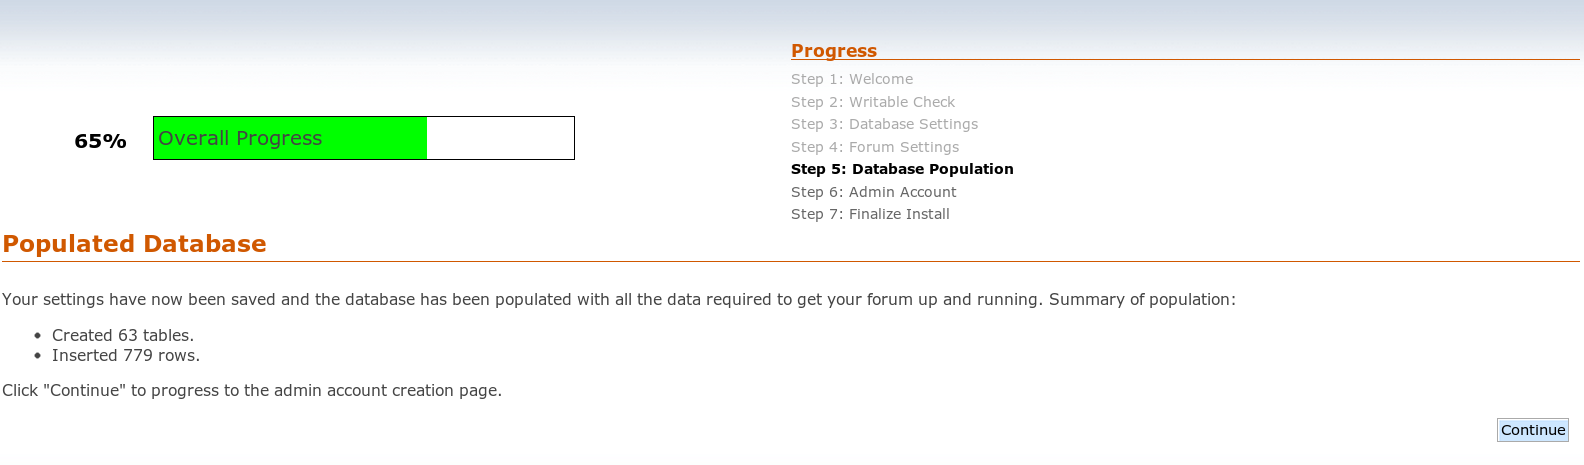 65%
Overall Progress
Progress
Step 1: Welcome
Step 2: Writable Check
Step 3: Database Settings
Step 4: Forum Settings
Step 5: Database Population
Step 6: Admin Account
Step 7: Finalize Install
Populated Database
Your settings have now been saved and the database has been populated with all the data required to get your forum up and running. Summary of population:
Created 63 tables.
Inserted 779 rows.
Click "Continue" to progress to the admin account creation page.
Continue